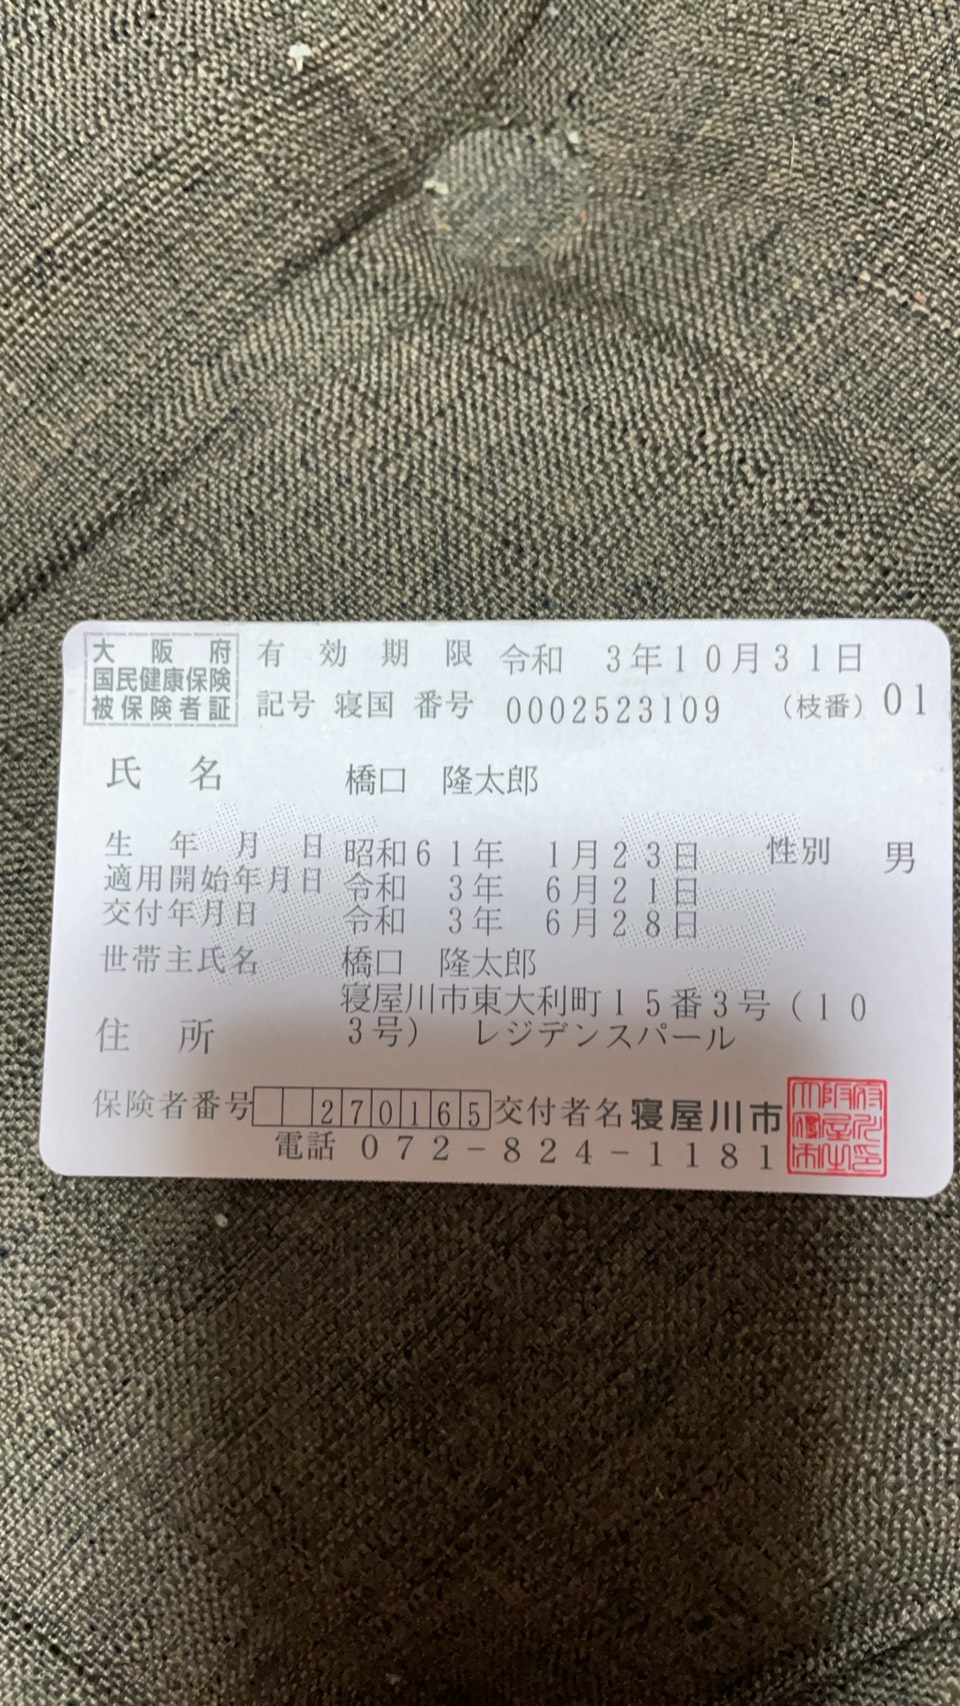 大阪府
国民健康保険
被保険者証
有効期限 令和 3年10月31日
記号 寝国 番号 0002523109 （枝番）01
氏名 橋口 隆太郎
生年月日 昭和61年 1月23日 性別 男
適用開始年月日 令和 3年 6月21日
交付年月日 令和 3年 6月28日
世帯主氏名 橋口 隆太郎
住所 寝屋川市東大利町15番3号（10
3号） レジデンスパール
保険者番号 270165 交付者名 寝屋川市
電話 072-824-1181